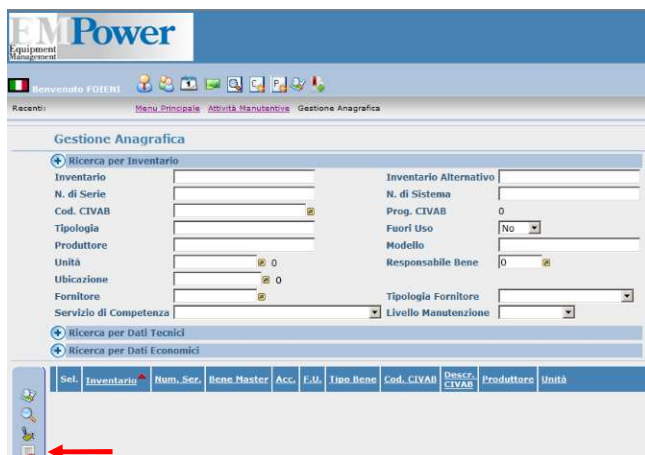 EMPower
Equipment
Management
Benvenuto FOIENI
Recenti: Menu Principale Attività Manutentive Gestione Anagrafica
Gestione Anagrafica
Ricerca per Inventario
Inventario Inventario Alternativo
N. di Serie N. di Sistema
Cod. CIVAB Prog. CIVAB 0
Tipologia Fuori Uso No
Produttore Modello
Unità 0 Responsabile Bene 0
Ubicazione 0
Fornitore Tipologia Fornitore
Servizio di Competenza Livello Manutenzione
Ricerca per Dati Tecnici
Ricerca per Dati Economici
Sel. Inventario Num. Ser. Bene Master Acc. F.U. Tipo Bene Cod. CIVAB Descr. CIVAB Produttore Unità